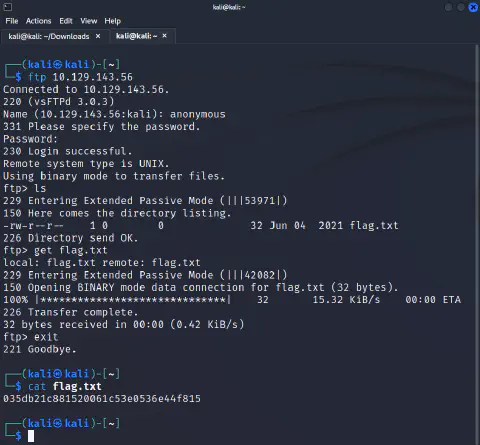 kali@kali: ~
File Actions Edit View Help
kali@kali: ~/Downloads × kali@kali: ~ ×
┌──(kali㉿kali)-[~]
└─$ ftp 10.129.143.56
Connected to 10.129.143.56.
220 (vsFTPd 3.0.3)
Name (10.129.143.56:kali): anonymous
331 Please specify the password.
Password:
230 Login successful.
Remote system type is UNIX.
Using binary mode to transfer files.
ftp> ls
229 Entering Extended Passive Mode (|||53971|)
150 Here comes the directory listing.
-rw-r--r-- 1 0 0 32 Jun 04 2021 flag.txt
226 Directory send OK.
ftp> get flag.txt
local: flag.txt remote: flag.txt
229 Entering Extended Passive Mode (|||42082|)
150 Opening BINARY mode data connection for flag.txt (32 bytes).
100% |*******************************| 32 15.32 KiB/s 00:00 ETA
226 Transfer complete.
32 bytes received in 00:00 (0.42 KiB/s)
ftp> exit
221 Goodbye.
┌──(kali㉿kali)-[~]
└─$ cat flag.txt
035db21c881520061c53e0536e44f815
┌──(kali㉿kali)-[~]
└─$